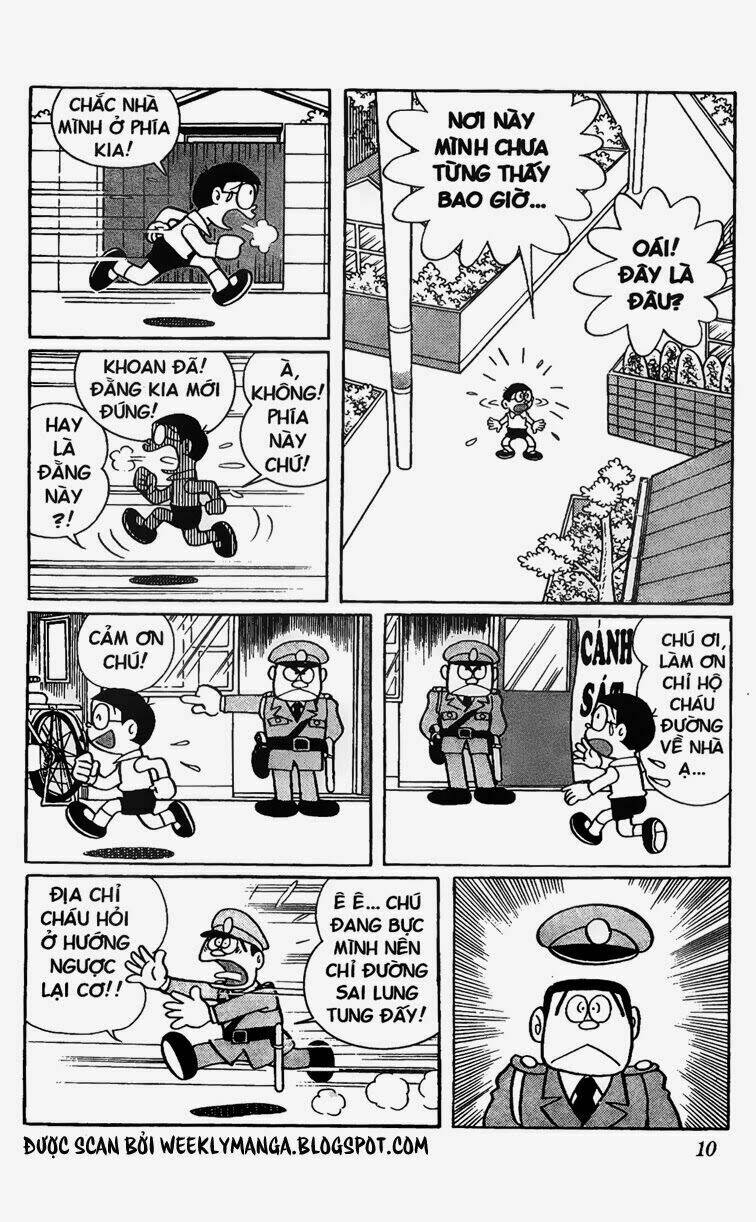 OÁI!
ĐÂY LÀ
ĐÂU?
NƠI NÀY
MÌNH CHƯA
TỪNG THẤY
BAO GIỜ...
CHẮC NHÀ
MÌNH Ở PHÍA
KIA!
À,
KHÔNG!
PHÍA
NÀY
CHỨ!
KHOAN ĐÃ!
ĐẰNG KIA MỚI
ĐÚNG!
HAY
LÀ
ĐẰNG
NÀY
?!
CHÚ ƠI,
LÀM ƠN
CHỈ HỘ
CHÁU
ĐƯỜNG
VỀ NHÀ
Ạ...
CẢNH
SÁT
CẢM ƠN
CHÚ!
Ê Ê... CHÚ
ĐANG BỰC
MÌNH NÊN
CHỈ ĐƯỜNG
SAI LUNG
TUNG ĐẤY!
ĐỊA CHỈ
CHÁU HỎI
Ở HƯỚNG
NGƯỢC
LẠI CƠ!!
ĐƯỢC SCAN BỞI WEEKLYMANGA.BLOGSPOT.COM
10